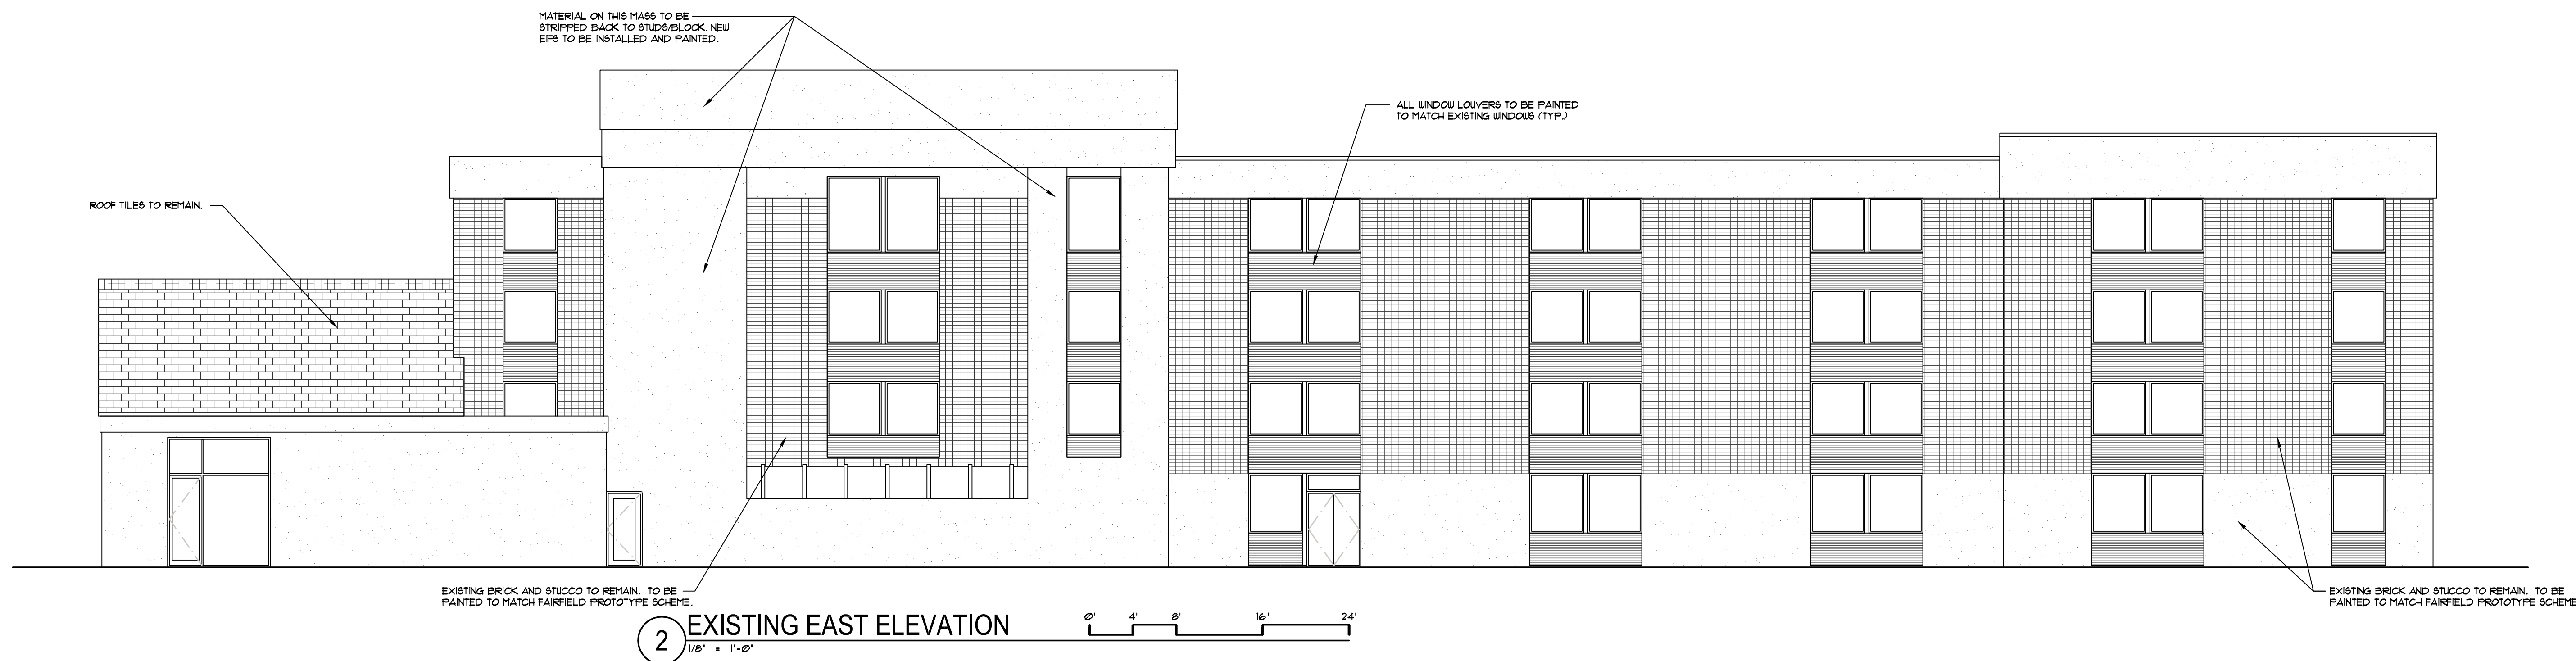 MATERIAL ON THIS MASS TO BE
STRIPPED BACK TO STUDS/BLOCK. NEW
EIFS TO BE INSTALLED AND PAINTED.
ALL WINDOW LOUVERS TO BE PAINTED
TO MATCH EXISTING WINDOWS (TYP.)
ROOF TILES TO REMAIN.
EXISTING BRICK AND STUCCO TO REMAIN. TO BE
PAINTED TO MATCH FAIRFIELD PROTOTYPE SCHEME.
EXISTING BRICK AND STUCCO TO REMAIN. TO BE
PAINTED TO MATCH FAIRFIELD PROTOTYPE SCHEME
2 EXISTING EAST ELEVATION
1/8" = 1'-0"
0' 4' 8' 16' 24'